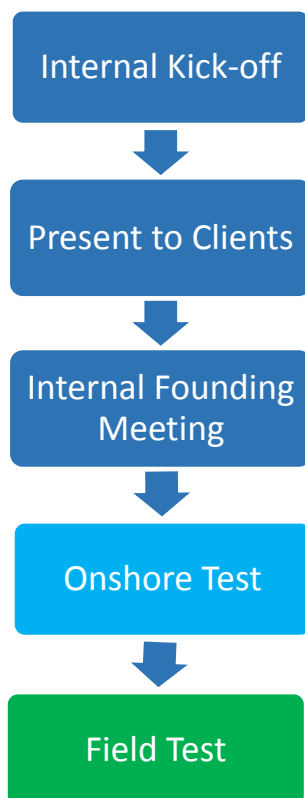 Internal Kick-off
Present to Clients
Internal Founding
Meeting
Onshore Test
Field Test